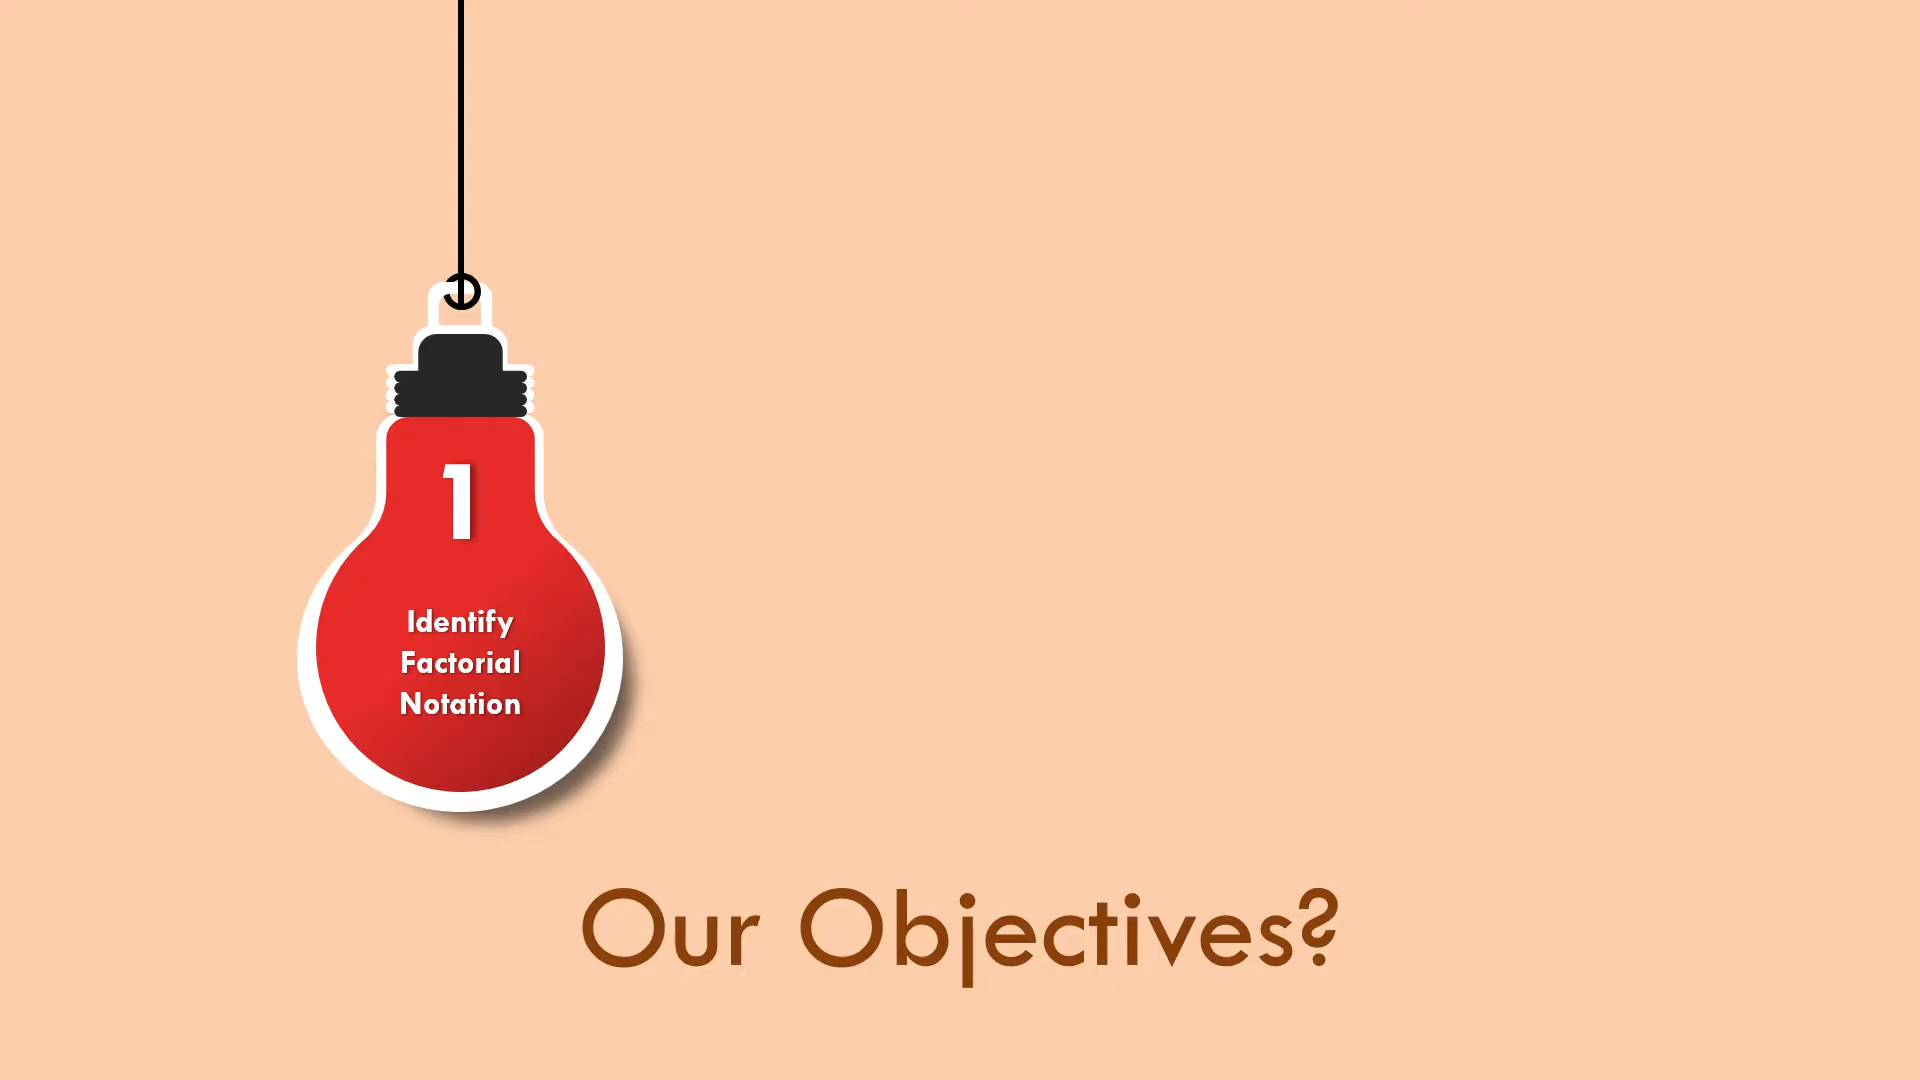 1
Identify
Factorial
Notation
Our Objectives?